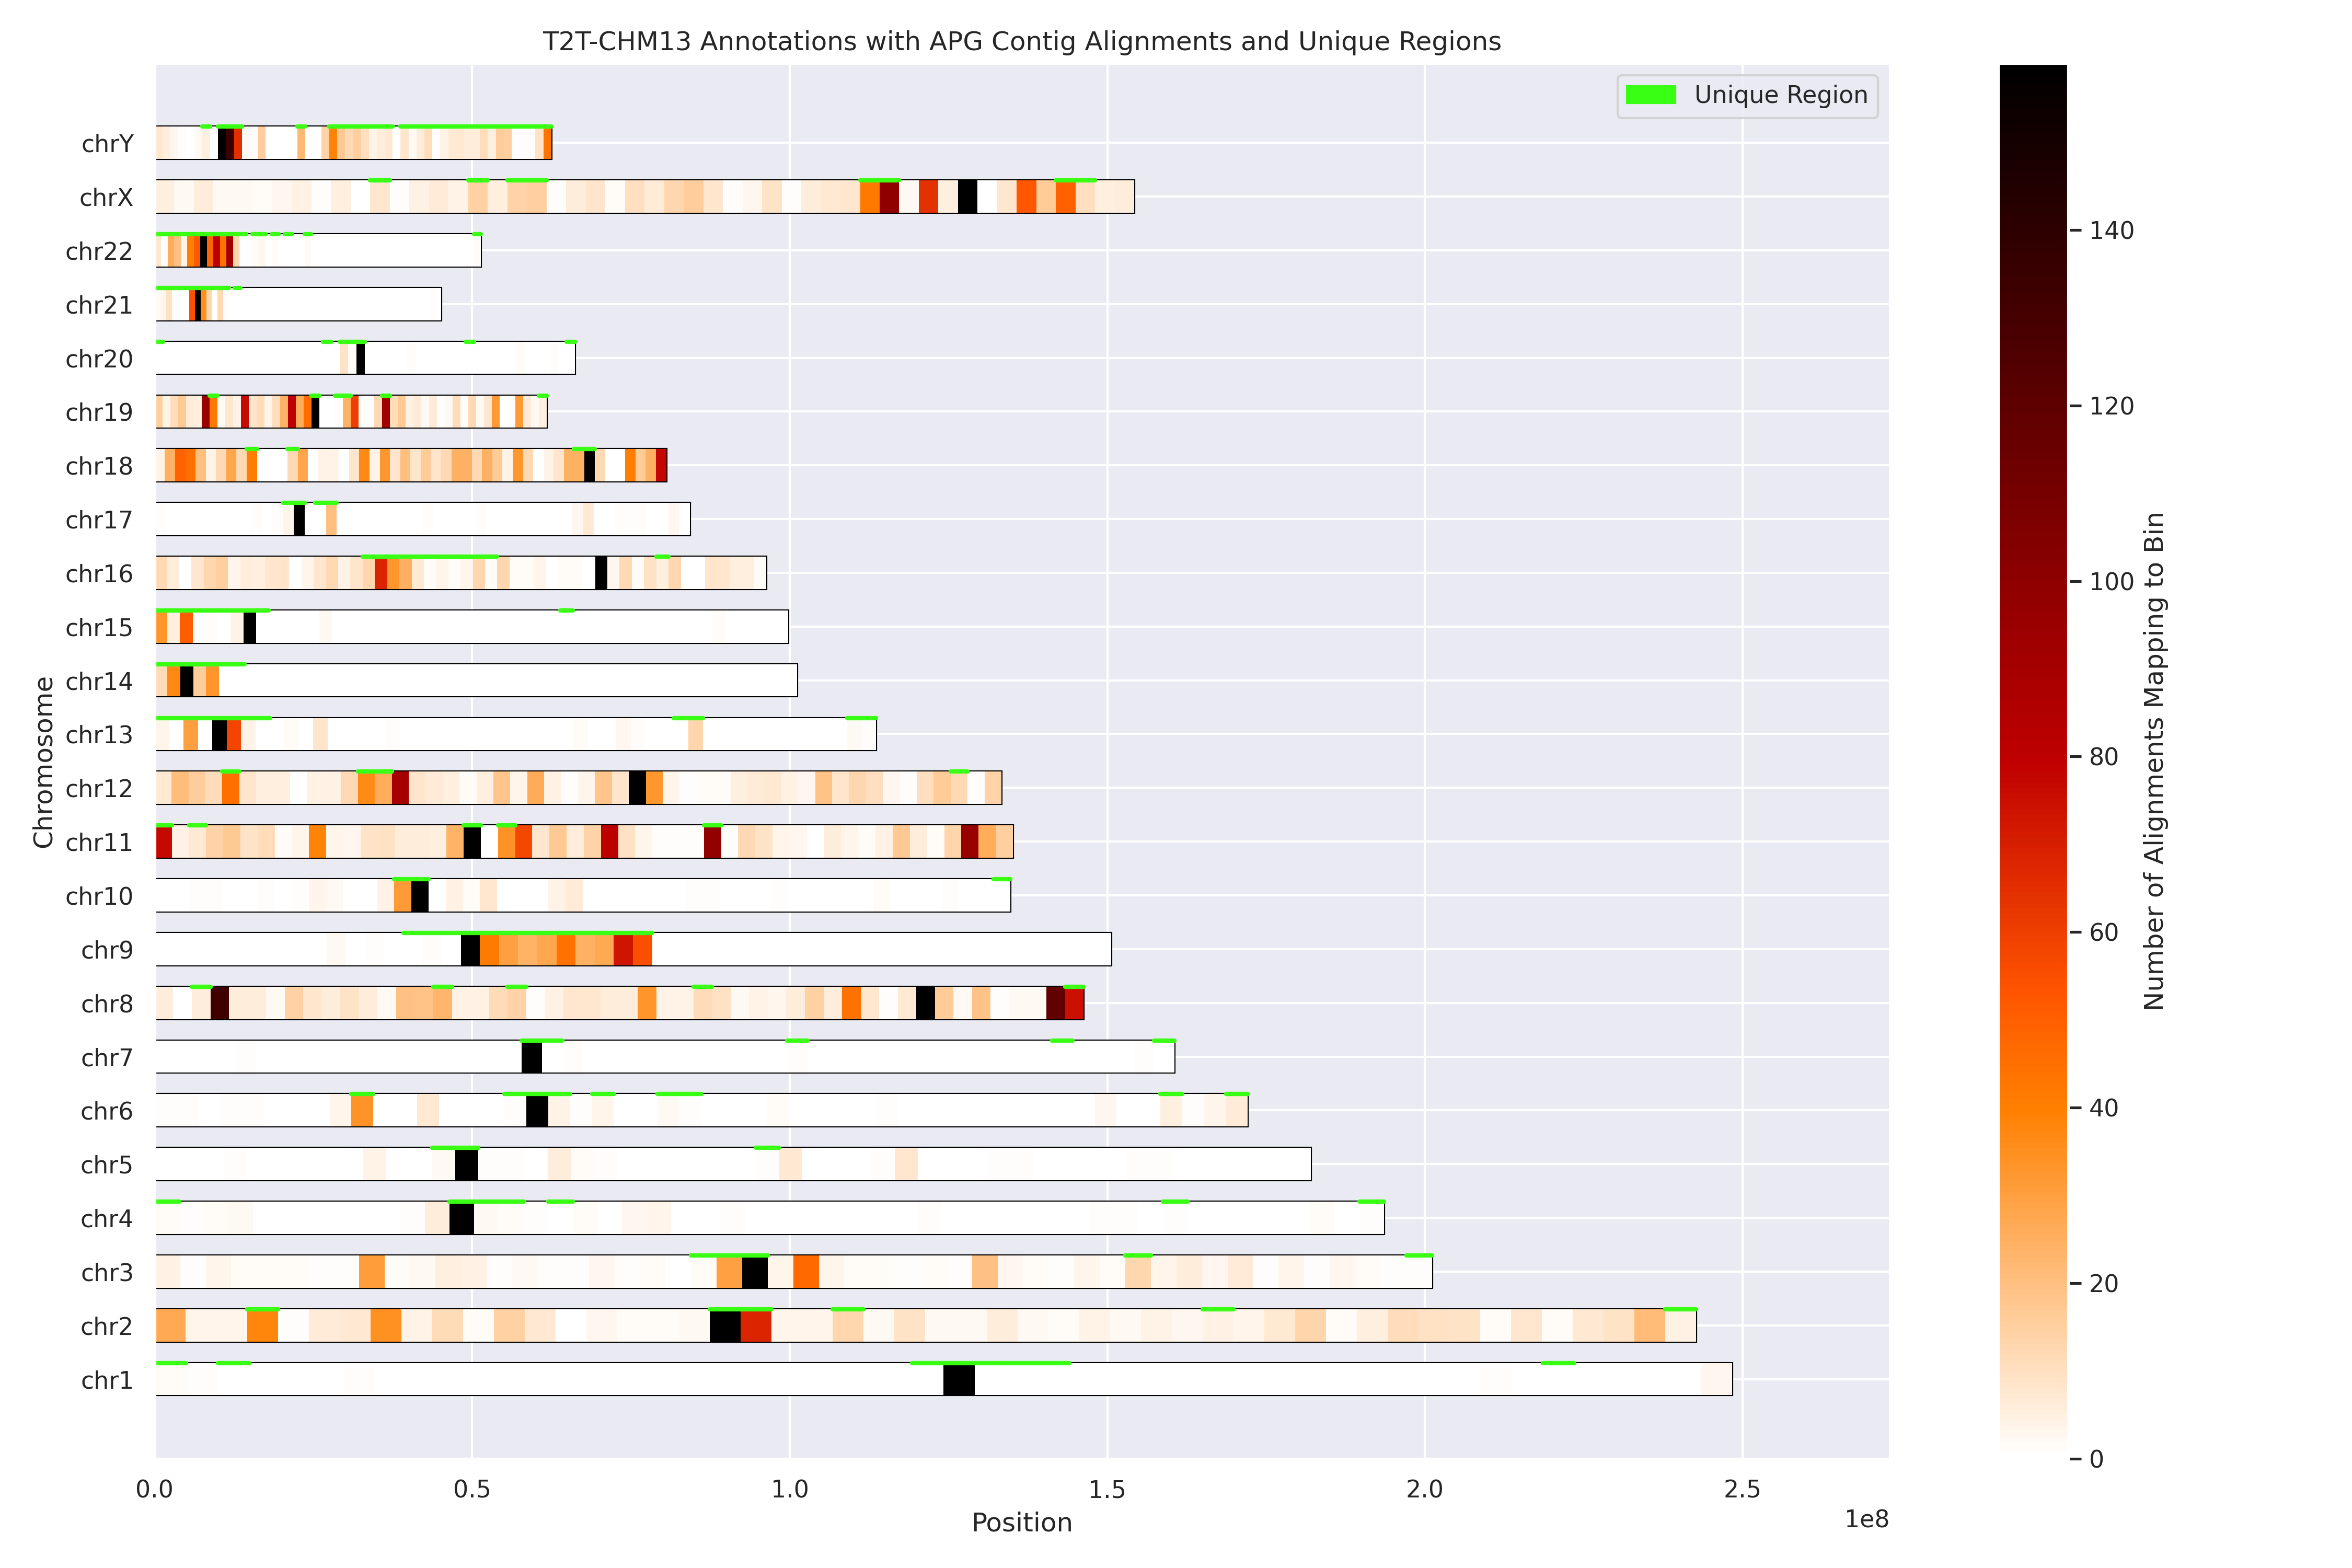 T2T-CHM13 Annotations with APG Contig Alignments and Unique Regions
Unique Region
chrY
chrX
chr22
chr21
chr20
chr19
chr18
chr17
chr16
chr15
chr14
chr13
chr12
chr11
chr10
chr9
chr8
chr7
chr6
chr5
chr4
chr3
chr2
chr1
Chromosome
0.0
0.5
1.0
1.5
2.0
2.5
1e8
Position
140
120
100
80
60
40
20
0
Number of Alignments Mapping to Bin